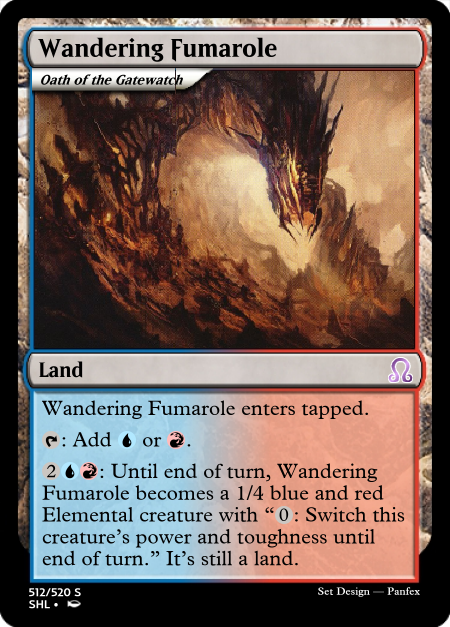 Wandering Fumarole
Oath of the Gatewatch
Land
Wandering Fumarole enters tapped.
: Add or .
2 : Until end of turn, Wandering
Fumarole becomes a 1/4 blue and red
Elemental creature with “ 0 : Switch this
creature’s power and toughness until
end of turn.” It’s still a land.
512/520 S
Set Design — Panfex
SHL •